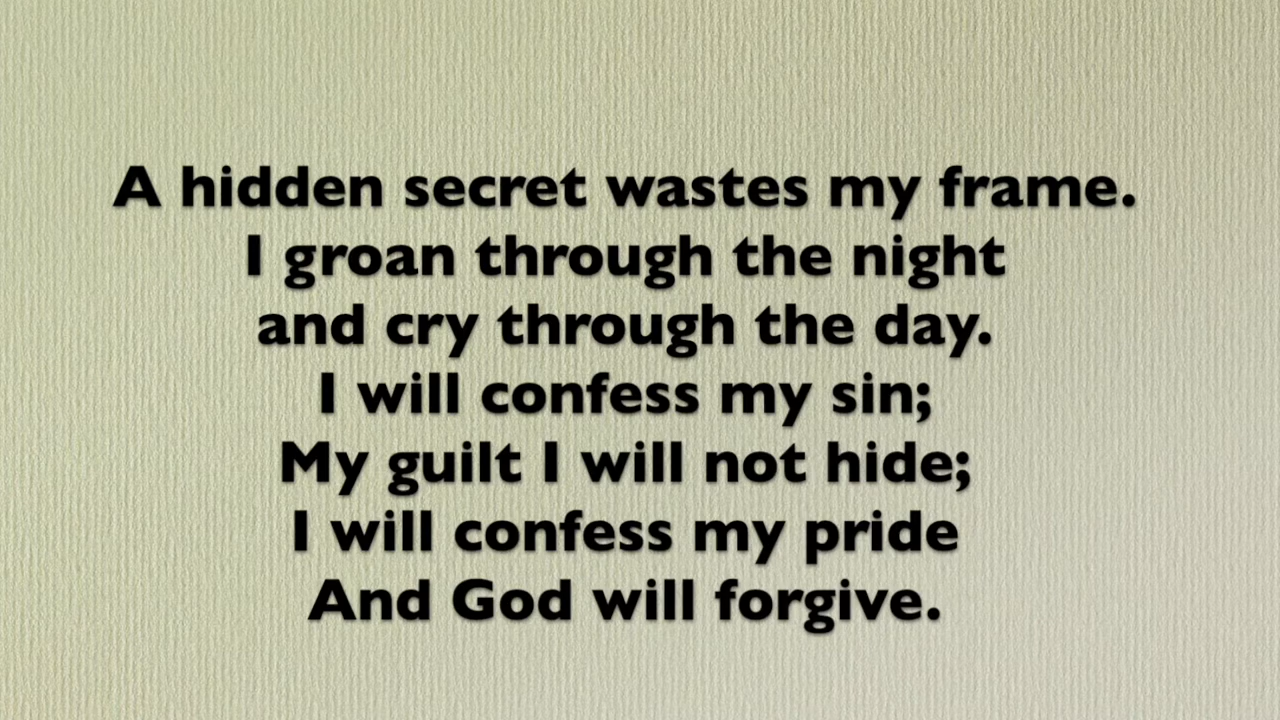 A hidden secret wastes my frame.
I groan through the night
and cry through the day.
I will confess my sin;
My guilt I will not hide;
I will confess my pride
And God will forgive.